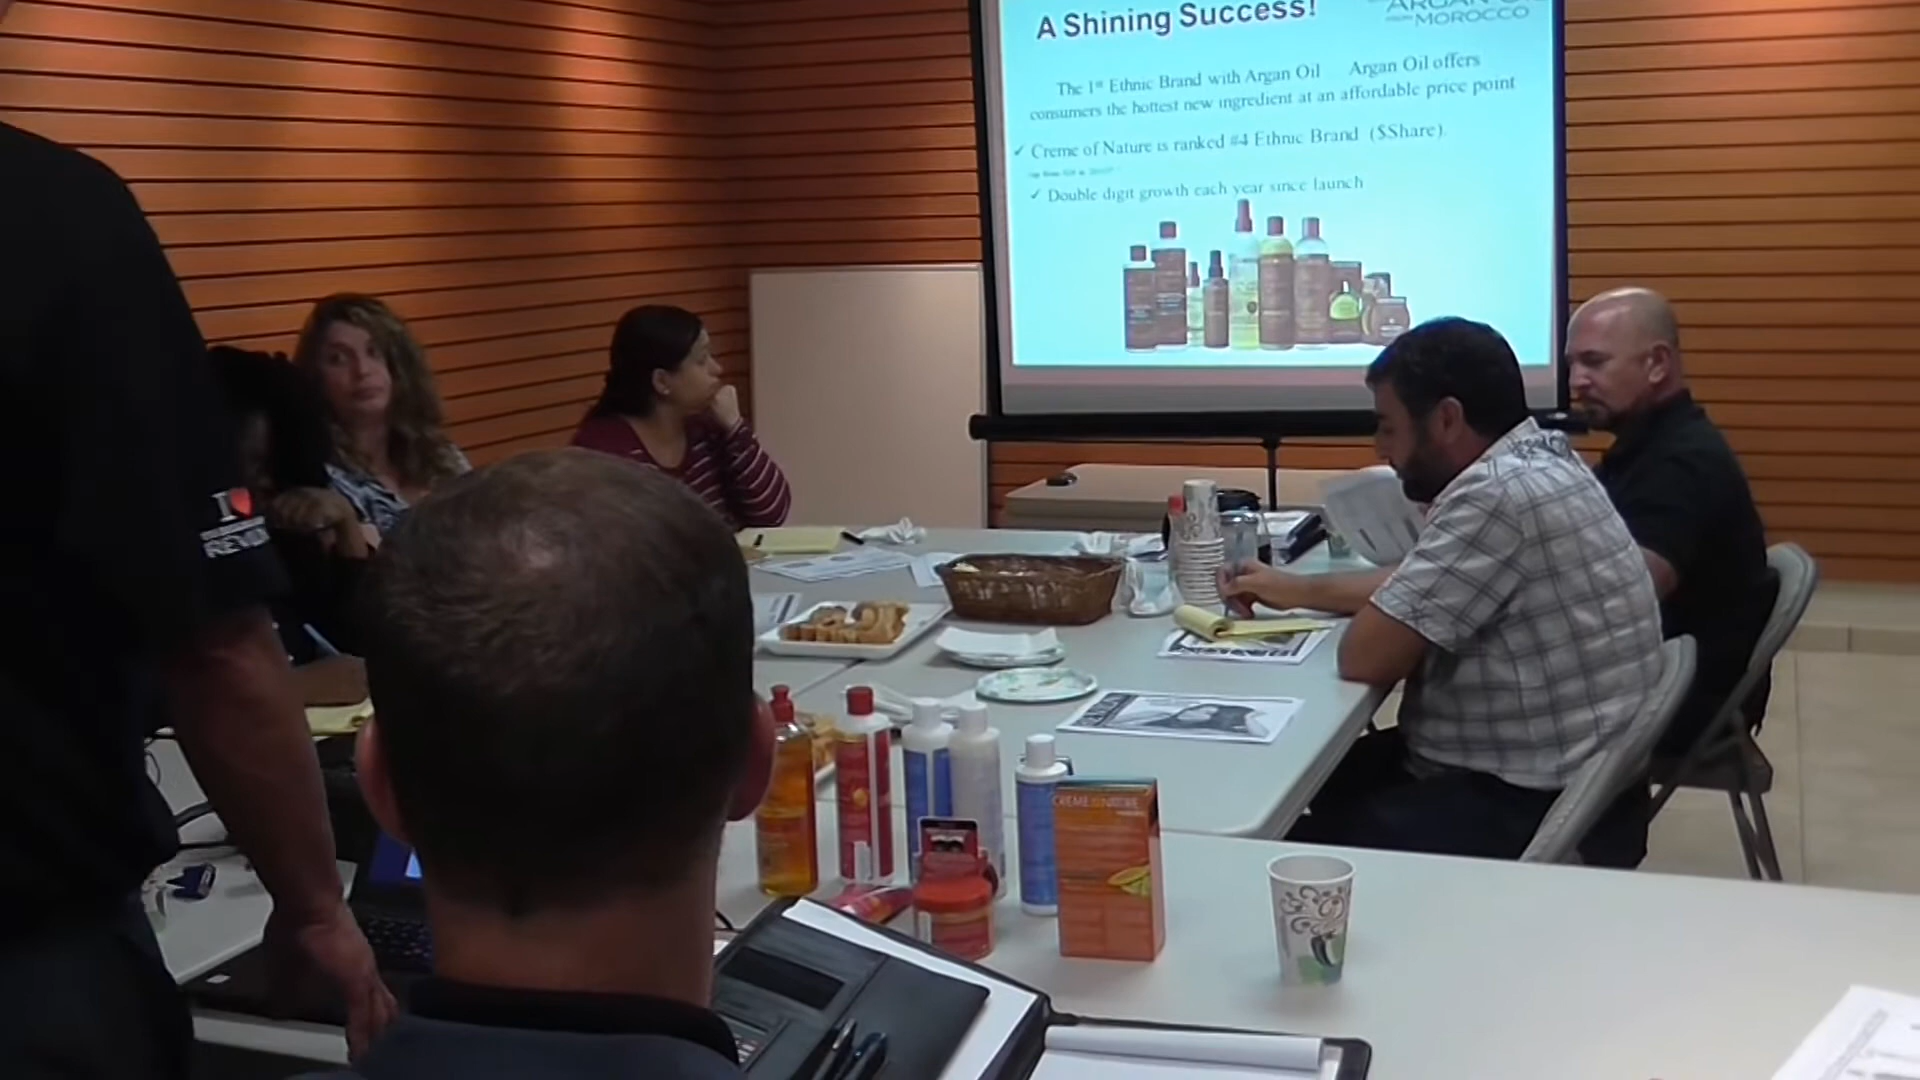 A Shining Success!
ARGAN OIL
MOROCCO
The 1st Ethnic Brand with Argan Oil Argan Oil offers
consumers the hottest new ingredient at an affordable price point
✓ Creme of Nature is ranked #4 Ethnic Brand ($Share).
✓ Double digit growth each year since launch
I
CREME OF NATURE